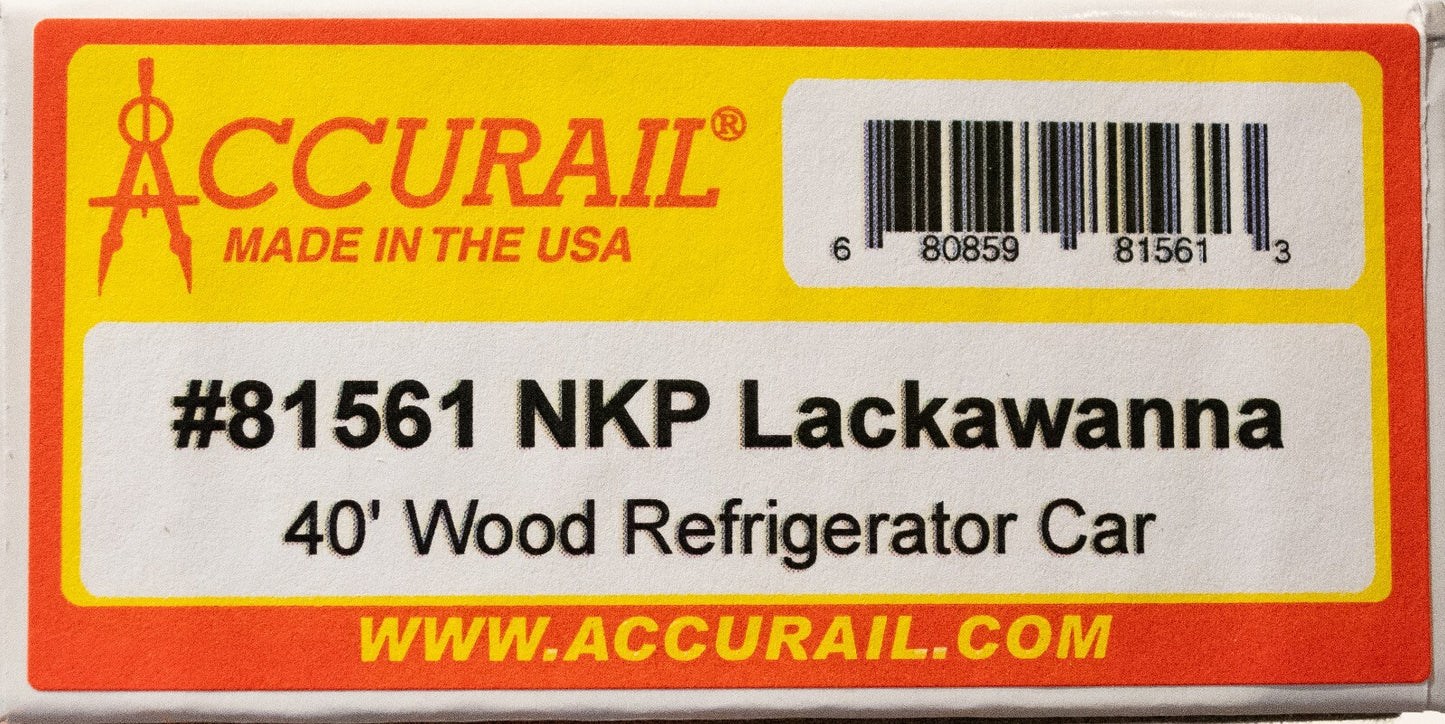 ACCURAIL®
MADE IN THE USA
6 80859 81561 3
#81561 NKP Lackawanna
40' Wood Refrigerator Car
WWW.ACCURAIL.COM